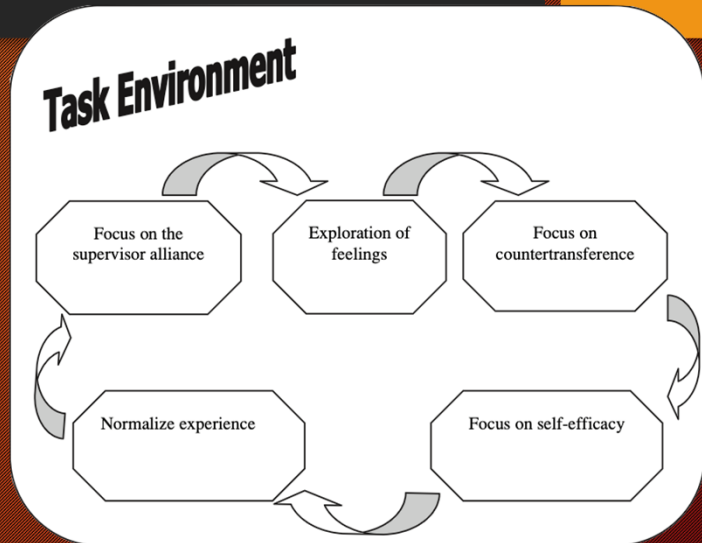 Task Environment
Focus on the
supervisor alliance
Exploration of
feelings
Focus on
countertransference
Normalize experience
Focus on self-efficacy